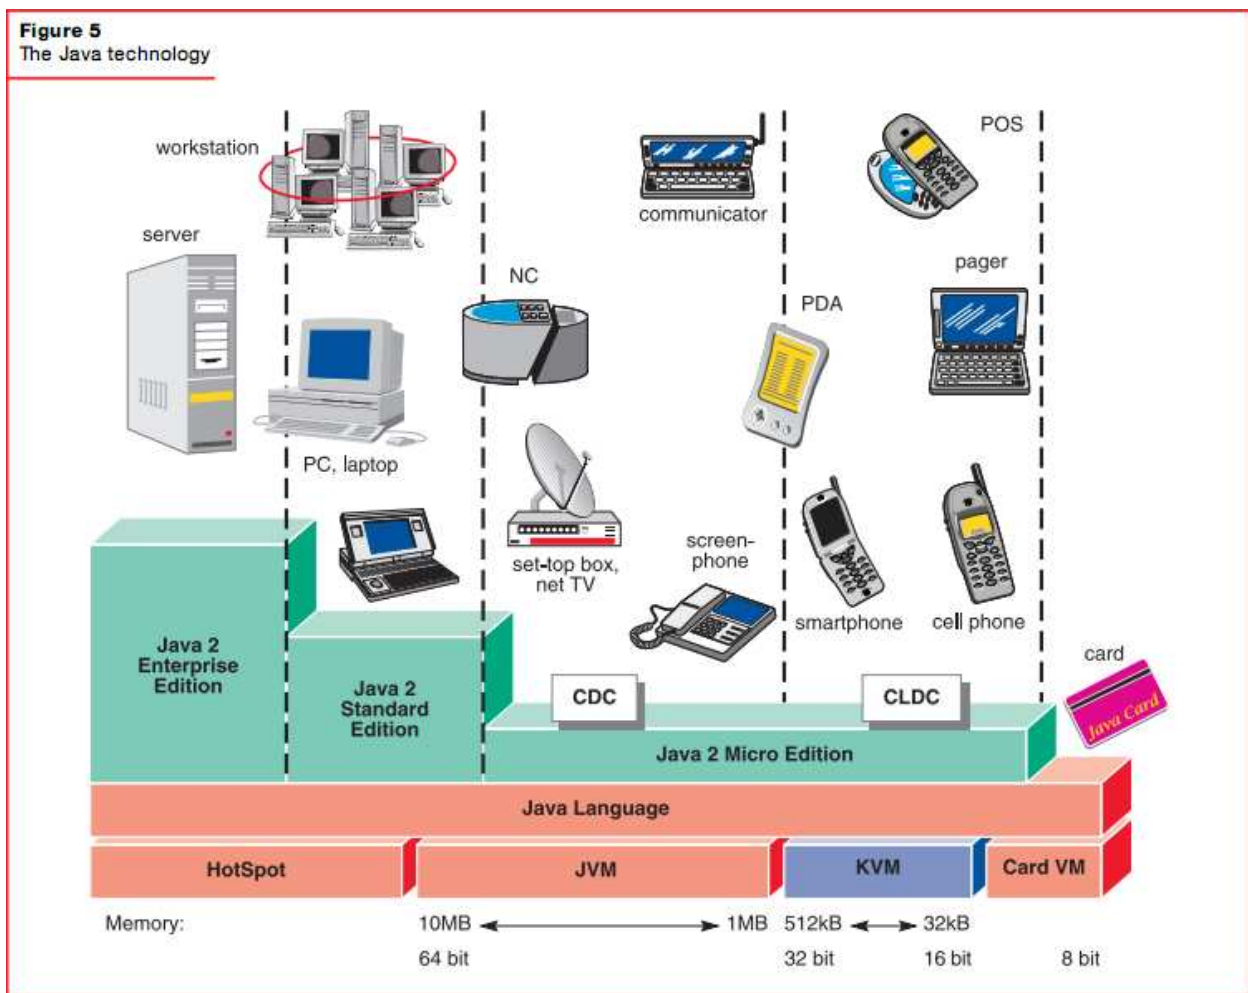 Figure 5
The Java technology
workstation
POS
communicator
server
pager
NC
PDA
PC, laptop
set-top box,
net TV
screen-
phone
smartphone
cell phone
card
Java Card
CDC
CLDC
Java 2
Enterprise
Edition
Java 2
Standard
Edition
Java 2 Micro Edition
Java Language
HotSpot
JVM
KVM
Card VM
Memory:
10MB
1MB
512kB
32kB
64 bit
32 bit
16 bit
8 bit